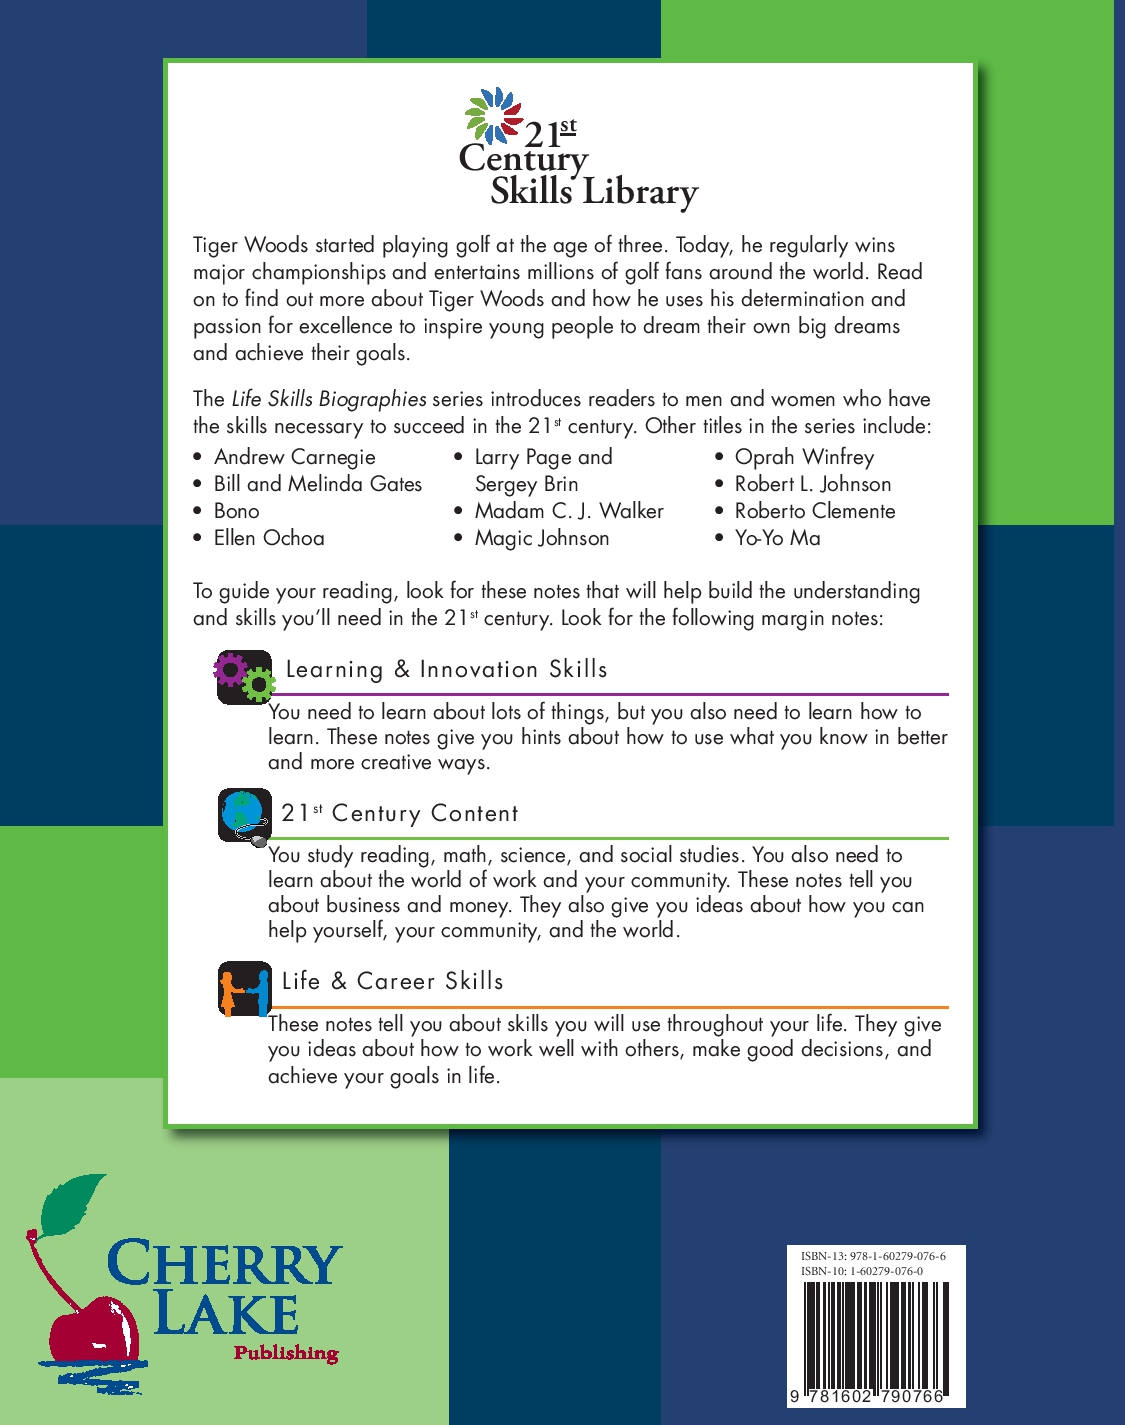 21st
Century
Skills Library
Tiger Woods started playing golf at the age of three. Today, he regularly wins
major championships and entertains millions of golf fans around the world. Read
on to find out more about Tiger Woods and how he uses his determination and
passion for excellence to inspire young people to dream their own big dreams
and achieve their goals.
The Life Skills Biographies series introduces readers to men and women who have
the skills necessary to succeed in the 21st century. Other titles in the series include:
• Andrew Carnegie
• Bill and Melinda Gates
• Bono
• Ellen Ochoa
• Larry Page and
Sergey Brin
• Madam C. J. Walker
• Magic Johnson
• Oprah Winfrey
• Robert L. Johnson
• Roberto Clemente
• Yo-Yo Ma
To guide your reading, look for these notes that will help build the understanding
and skills you’ll need in the 21st century. Look for the following margin notes:
Learning & Innovation Skills
You need to learn about lots of things, but you also need to learn how to
learn. These notes give you hints about how to use what you know in better
and more creative ways.
21st Century Content
You study reading, math, science, and social studies. You also need to
learn about the world of work and your community. These notes tell you
about business and money. They also give you ideas about how you can
help yourself, your community, and the world.
Life & Career Skills
These notes tell you about skills you will use throughout your life. They give
you ideas about how to work well with others, make good decisions, and
achieve your goals in life.
CHERRY
LAKE
Publishing
ISBN-13: 978-1-60279-076-6
ISBN-10: 1-60279-076-0
9 781602 790766